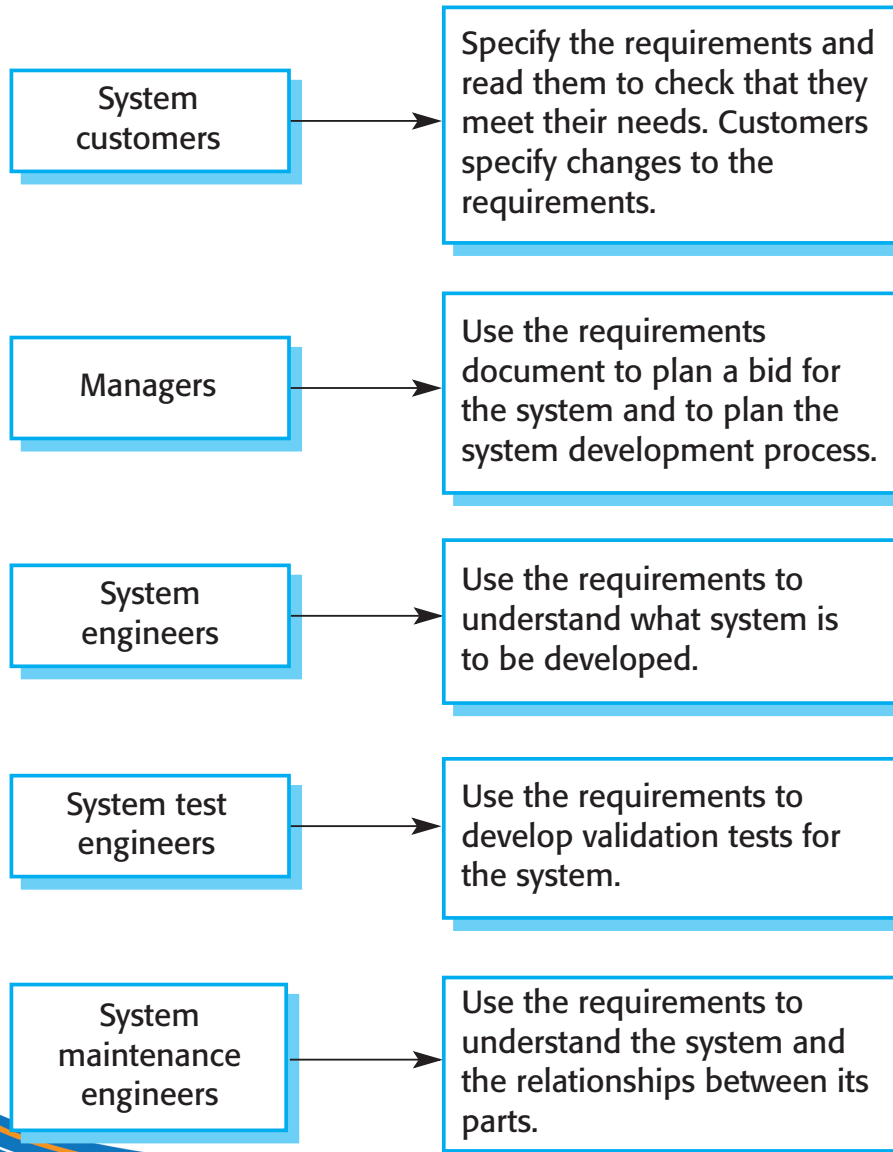 System
customers
Specify the requirements and
read them to check that they
meet their needs. Customers
specify changes to the
requirements.
Managers
Use the requirements
document to plan a bid for
the system and to plan the
system development process.
System
engineers
Use the requirements to
understand what system is
to be developed.
System test
engineers
Use the requirements to
develop validation tests for
the system.
System
maintenance
engineers
Use the requirements to
understand the system and
the relationships between its
parts.